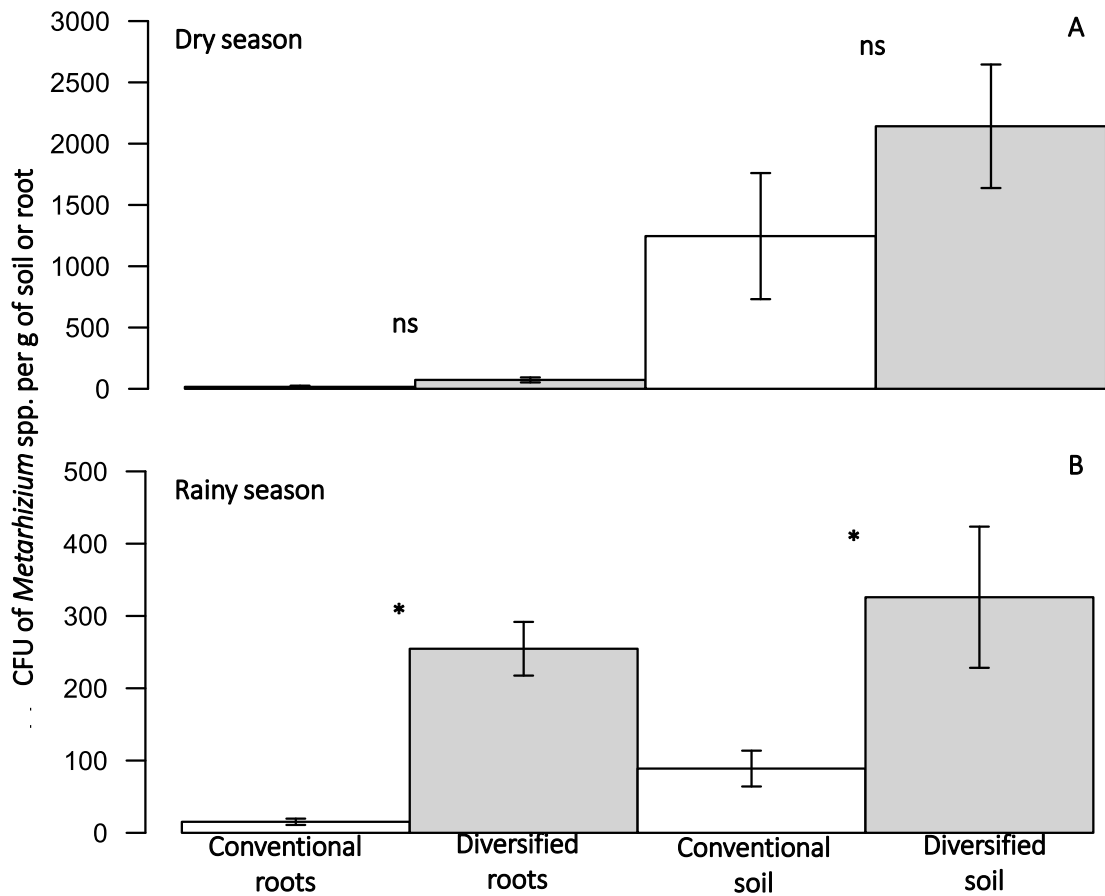 CFU of Metarhizium spp. per g of soil or root
Dry season
A
3000
2500
2000
1500
1000
500
0
ns
ns
Rainy season
B
500
400
300
200
100
0
*
*
Conventional roots
Diversified roots
Conventional soil
Diversified soil